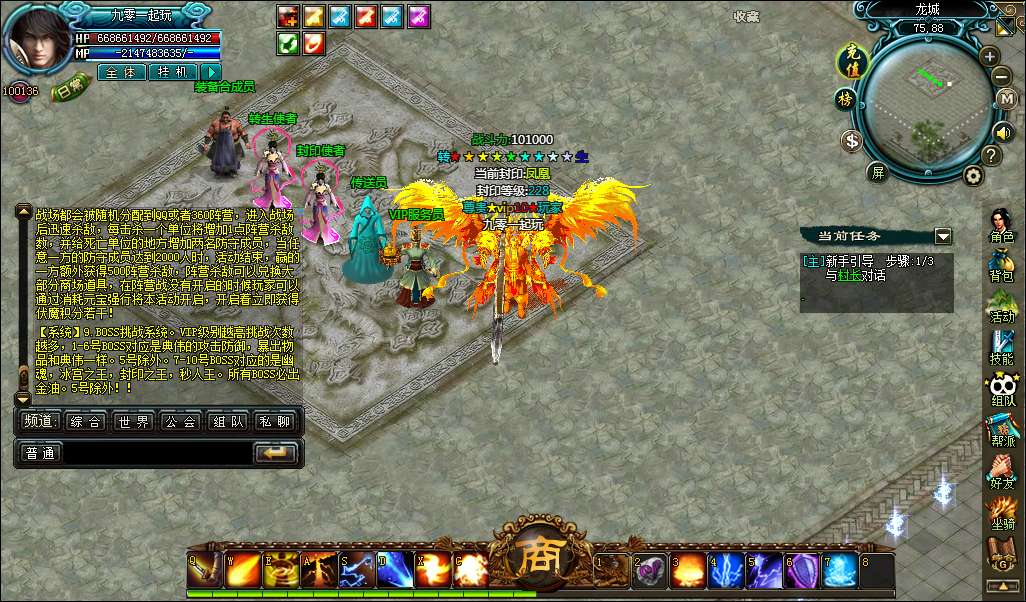 九零一起玩
HP 668661492/668661492
MP -2147483635/-
全 体
挂 机
100136
日常
收藏
龙城
75,88
充值
榜
M
$
?
屏
装备合成员
转生使者
封印使者
传送员
VIP服务员
战斗力:101000
转★★★★★★★★★生
当前封印:凤凰
封印等级:228
尊贵★vip10★玩家
九零一起玩
战场都会被随机分配到QQ或者360阵营，进入战场
后迅速杀敌，每击杀一个单位将增加1点阵营杀敌
数，并给死亡单位的地方增加两名防守成员，当任
意一方的防守成员达到2000人时，活动结束，赢的
一方额外获得500阵营杀敌，阵营杀敌可以兑换大
部分商场道具，在阵营战没有开启的时候玩家可以
通过消耗元宝强行将本活动开启，开启着立即获得
伏魔积分若干！
【系统】9.BOSS挑战系统。VIP级别越高挑战次数
越多，1-6号BOSS对应是典伟的攻击防御，暴出物
品和典伟一样。5号除外。7-10号BOSS对应的是幽
魂，冰宫之王，封印之王，秒人王。所有BOSS必出
金油。5号除外！！
频道:
综 合
世 界
公 会
组 队
私 聊
普 通
当前任务
[主]新手引导 步骤:1/3
与村长对话
角色
背包
活动
技能
组队
帮派
好友
坐骑
G
Q
W
E
A
S
D
X
C
商
1
2
3
4
5
6
7
8